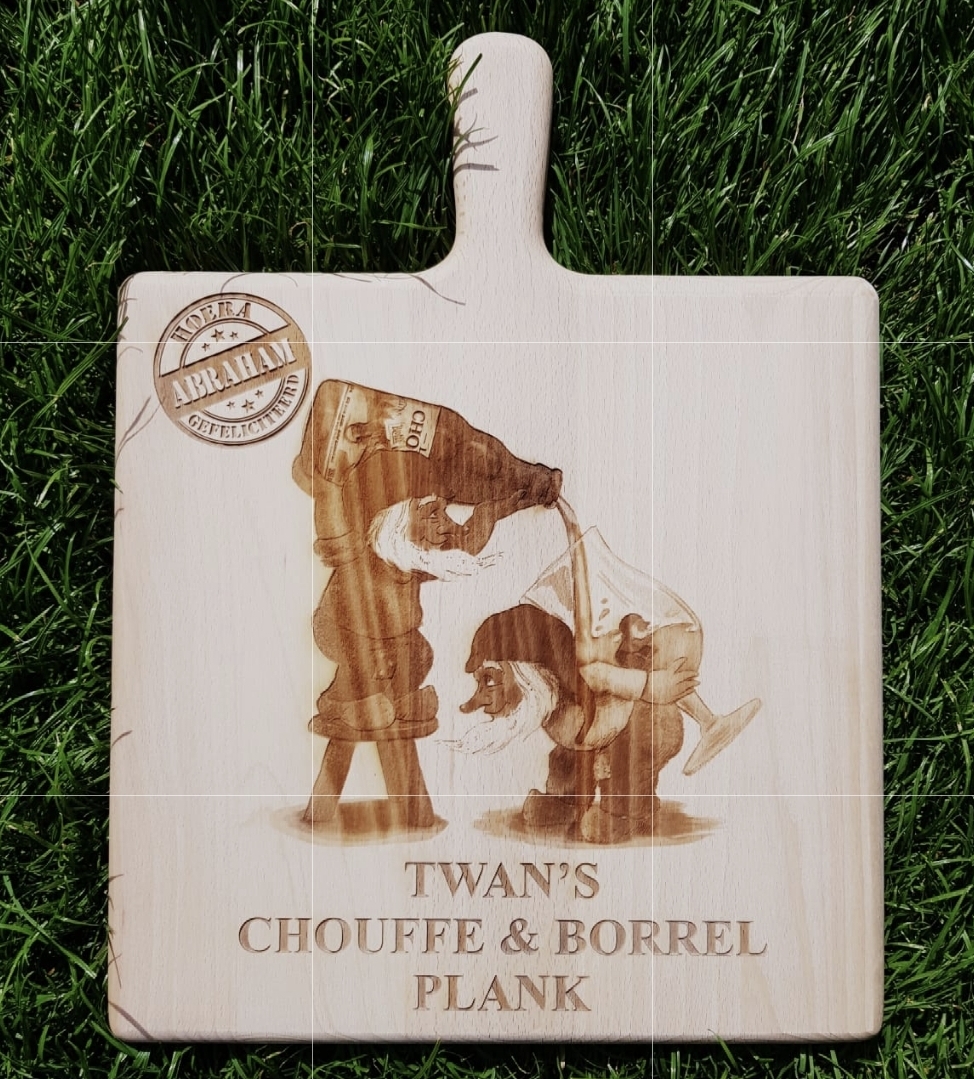 HOERA
ABRAHAM
GEFELICITEERD
CHO
TWAN'S
CHOUFFE & BORREL
PLANK